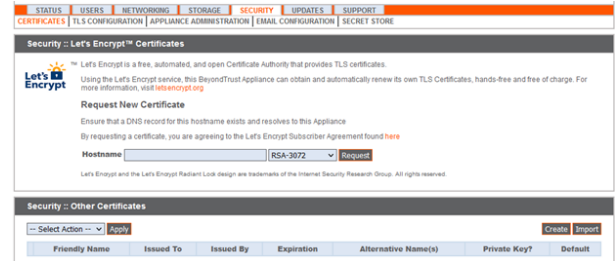 STATUS USERS NETWORKING STORAGE SECURITY UPDATES SUPPORT
CERTIFICATES | TLS CONFIGURATION | APPLIANCE ADMINISTRATION | EMAIL CONFIGURATION | SECRET STORE
Security :: Let's Encrypt™ Certificates
Let's Encrypt
™ Let's Encrypt is a free, automated, and open Certificate Authority that provides TLS certificates.
Using the Let's Encrypt service, this BeyondTrust Appliance can obtain and automatically renew its own TLS Certificates, hands-free and free of charge. For
more information, visit letsencrypt.org.
Request New Certificate
Ensure that a DNS record for this hostname exists and resolves to this Appliance
By requesting a certificate, you are agreeing to the Let's Encrypt Subscriber Agreement found here
Hostname RSA-3072 Request
Let's Encrypt and the Let's Encrypt Radiant Lock design are trademarks of the Internet Security Research Group. All rights reserved.
Security :: Other Certificates
-- Select Action -- Apply Create Import
Friendly Name Issued To Issued By Expiration Alternative Name(s) Private Key? Default